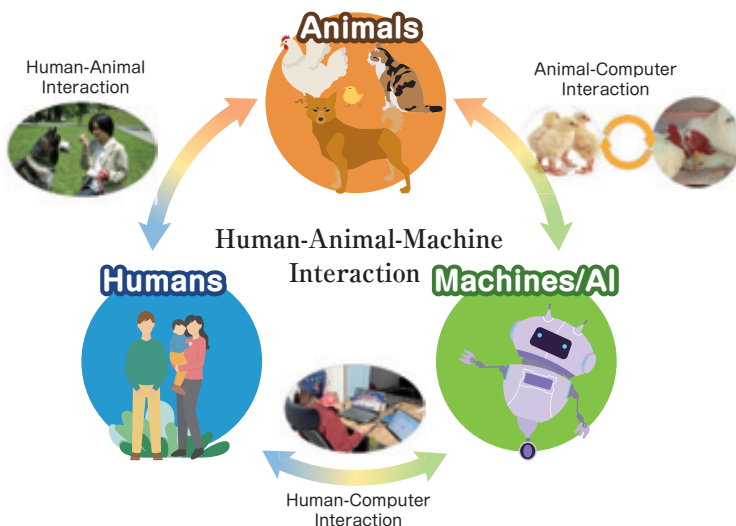 Animals
Human-Animal
Interaction
Animal-Computer
Interaction
Human-Animal-Machine
Interaction
Humans
Machines/AI
Human-Computer
Interaction